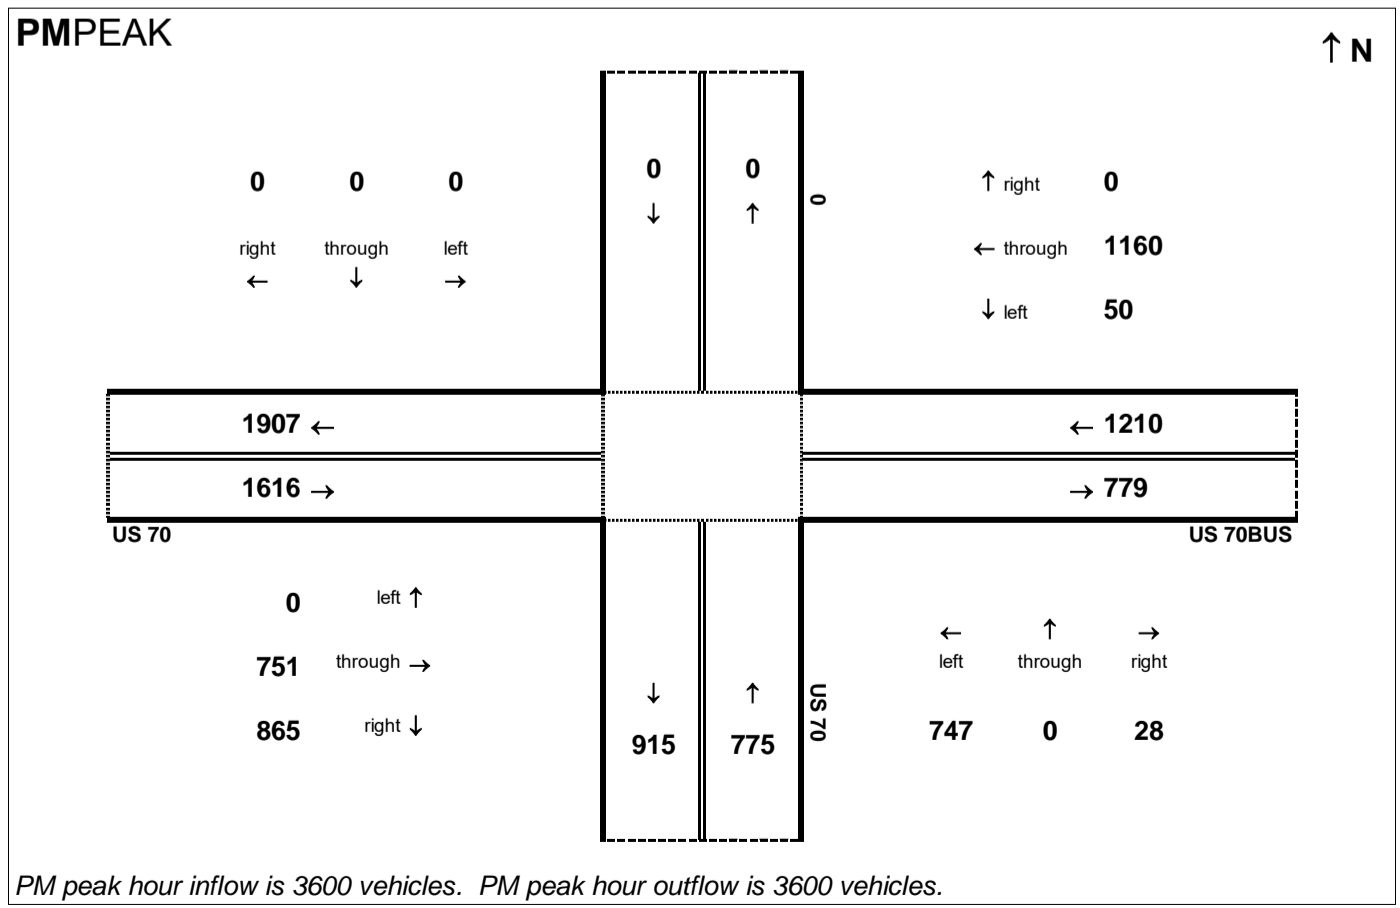 PMPEAK
↑ N
0 0 0
right through left
← ↓ →
0 0
↓ ↑
0
↑ right 0
← through 1160
↓ left 50
1907 ←
1616 →
← 1210
→ 779
US 70
US 70BUS
0 left ↑
751 through →
865 right ↓
↓ ↑
915 775
US 70
← ↑ →
left through right
747 0 28
PM peak hour inflow is 3600 vehicles. PM peak hour outflow is 3600 vehicles.